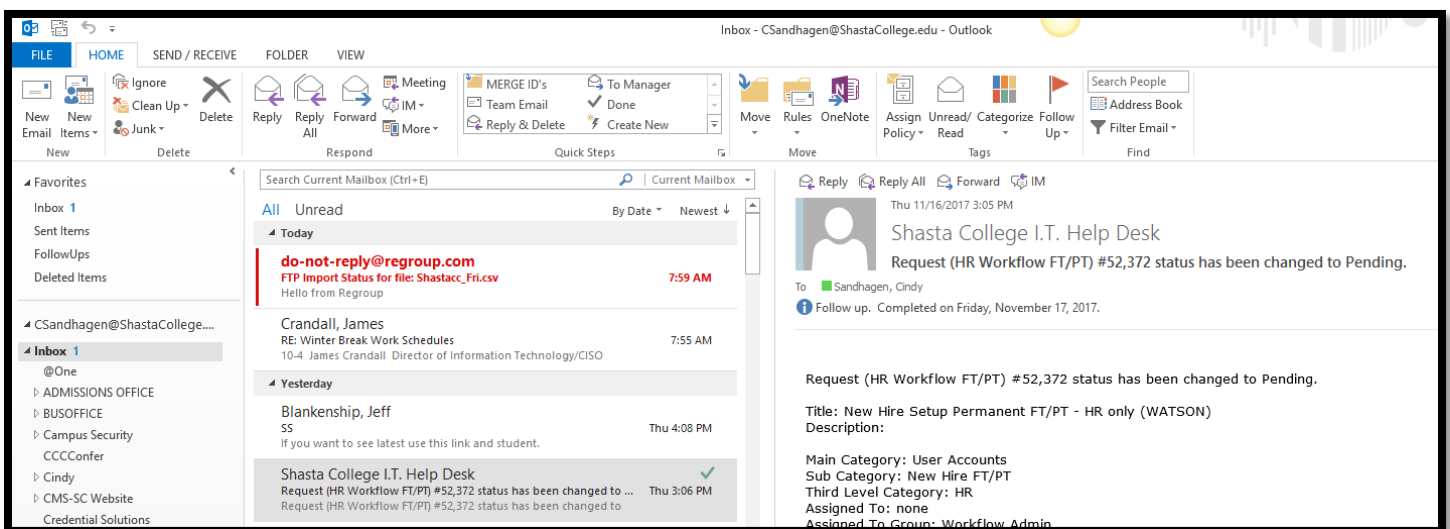 Inbox - CSandhagen@ShastaCollege.edu - Outlook
FILE HOME SEND / RECEIVE FOLDER VIEW
New Email
New Items
Ignore
Clean Up
Junk
Delete
Reply
Reply All
Forward
Meeting
IM
More
MERGE ID's
Team Email
Reply & Delete
To Manager
Done
Create New
Move
Rules
OneNote
Assign Policy
Unread/ Read
Categorize
Follow Up
Search People
Address Book
Filter Email
New Delete Respond Quick Steps Move Tags Find
Favorites
Inbox 1
Sent Items
FollowUps
Deleted Items
CSandhagen@ShastaCollege....
Inbox 1
@One
ADMISSIONS OFFICE
BUSOFFICE
Campus Security
CCCConfer
Cindy
CMS-SC Website
Credential Solutions
Search Current Mailbox (Ctrl+E) Current Mailbox
All Unread By Date Newest ↓
Today
do-not-reply@regroup.com
FTP Import Status for file: Shastacc_Fri.csv 7:59 AM
Hello from Regroup
Crandall, James
RE: Winter Break Work Schedules 7:55 AM
10-4 James Crandall Director of Information Technology/CISO
Yesterday
Blankenship, Jeff
SS Thu 4:08 PM
If you want to see latest use this link and student.
Shasta College I.T. Help Desk
Request (HR Workflow FT/PT) #52,372 status has been changed to ... Thu 3:06 PM
Request (HR Workflow FT/PT) #52,372 status has been changed to
Reply Reply All Forward IM
Thu 11/16/2017 3:05 PM
Shasta College I.T. Help Desk
Request (HR Workflow FT/PT) #52,372 status has been changed to Pending.
To Sandhagen, Cindy
Follow up. Completed on Friday, November 17, 2017.
Request (HR Workflow FT/PT) #52,372 status has been changed to Pending.
Title: New Hire Setup Permanent FT/PT - HR only (WATSON)
Description:
Main Category: User Accounts
Sub Category: New Hire FT/PT
Third Level Category: HR
Assigned To: none
Assigned To Group: Workflow Admin